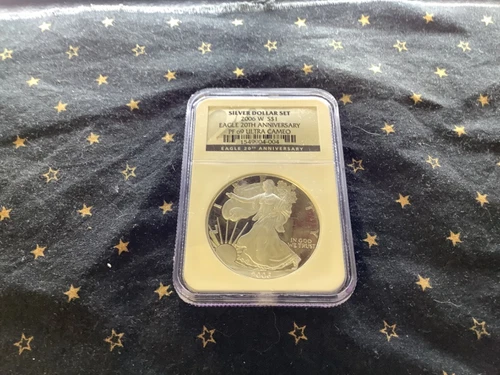 SILVER DOLLAR SET
2006 W S$1
EAGLE 20TH ANNIVERSARY
PF 69 ULTRA CAMEO
EAGLE 20TH ANNIVERSARY
IN GOD
WE TRUST
2006